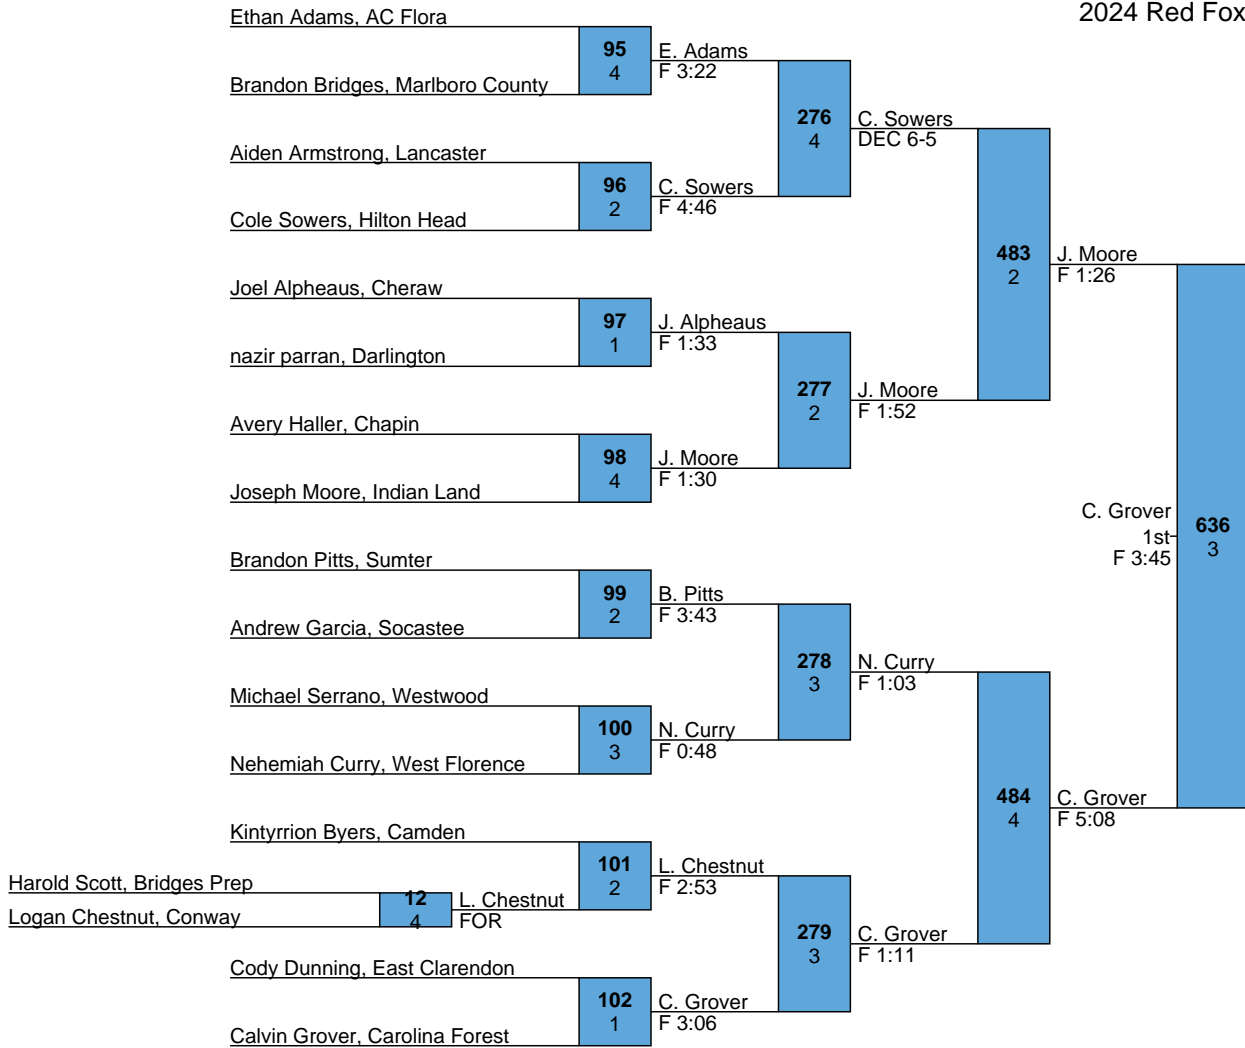 2024 Red Fox
Ethan Adams, AC Flora
95
4
E. Adams
F 3:22
Brandon Bridges, Marlboro County
276
4
C. Sowers
DEC 6-5
Aiden Armstrong, Lancaster
96
2
C. Sowers
F 4:46
Cole Sowers, Hilton Head
483
2
J. Moore
F 1:26
Joel Alpheaus, Cheraw
97
1
J. Alpheaus
F 1:33
nazir parran, Darlington
277
2
J. Moore
F 1:52
Avery Haller, Chapin
98
4
J. Moore
F 1:30
Joseph Moore, Indian Land
C. Grover
1st
F 3:45
636
3
Brandon Pitts, Sumter
99
2
B. Pitts
F 3:43
Andrew Garcia, Socastee
278
3
N. Curry
F 1:03
Michael Serrano, Westwood
100
3
N. Curry
F 0:48
Nehemiah Curry, West Florence
484
4
C. Grover
F 5:08
Kintyrrion Byers, Camden
101
2
L. Chestnut
F 2:53
Harold Scott, Bridges Prep
12
4
L. Chestnut
FOR
Logan Chestnut, Conway
279
3
C. Grover
F 1:11
Cody Dunning, East Clarendon
102
1
C. Grover
F 3:06
Calvin Grover, Carolina Forest